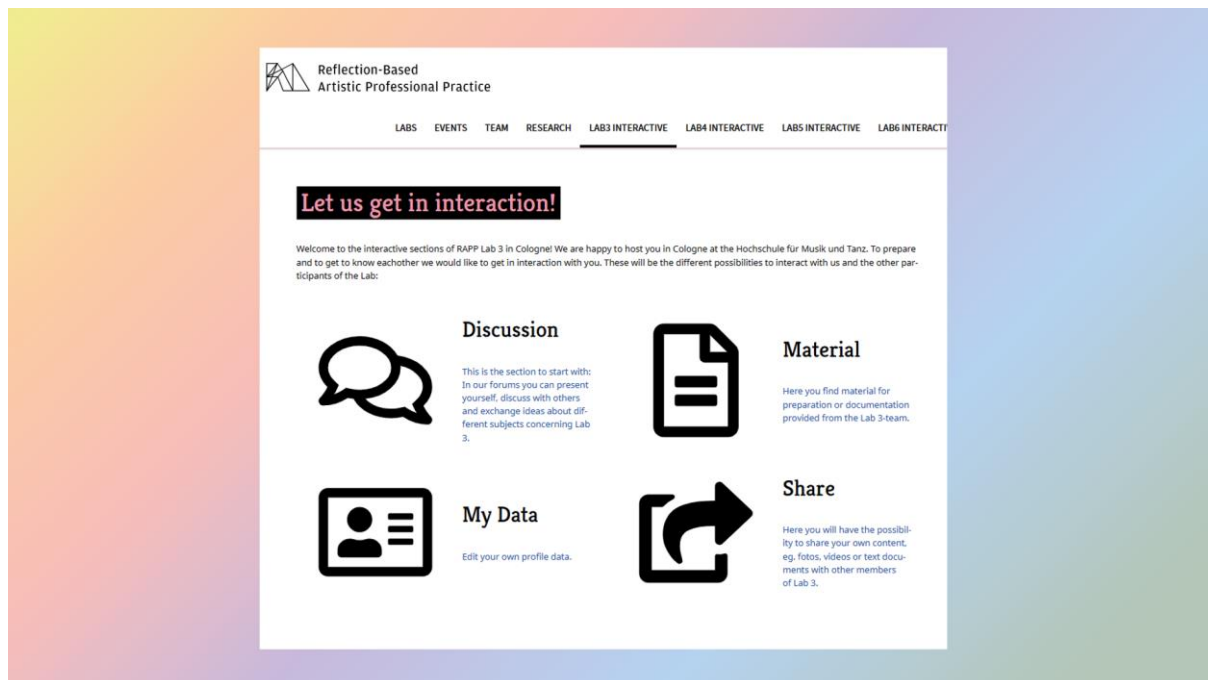 Reflection-Based
Artistic Professional Practice
LABS EVENTS TEAM RESEARCH LAB3 INTERACTIVE LAB4 INTERACTIVE LAB5 INTERACTIVE LAB6 INTERACTI
Let us get in interaction!
Welcome to the interactive sections of RAPP Lab 3 in Cologne! We are happy to host you in Cologne at the Hochschule für Musik und Tanz. To prepare
and to get to know eachother we would like to get in interaction with you. These will be the different possibilities to interact with us and the other par-
ticipants of the Lab:
Discussion
This is the section to start with:
In our forums you can present
yourself, discuss with others
and exchange ideas about dif-
ferent subjects concerning Lab
3.
Material
Here you find material for
preparation or documentation
provided from the Lab 3-team.
My Data
Edit your own profile data.
Share
Here you will have the possibil-
ity to share your own content,
eg. fotos, videos or text docu-
ments with other members
of Lab 3.